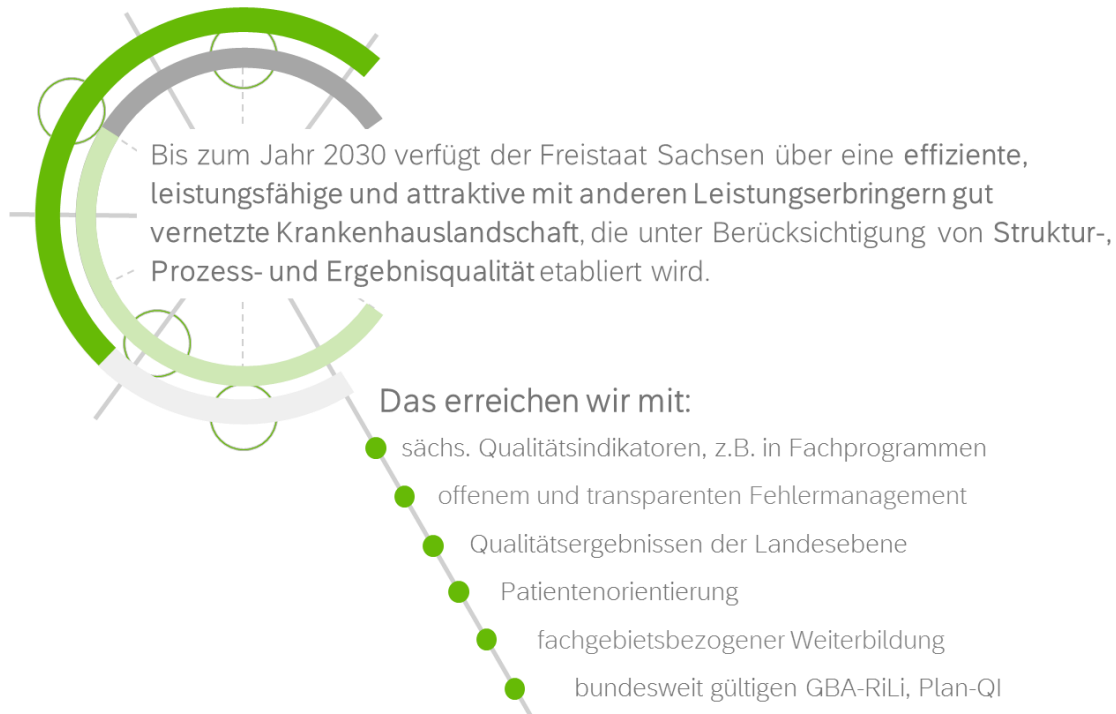 Bis zum Jahr 2030 verfügt der Freistaat Sachsen über eine effiziente,
leistungsfähige und attraktive mit anderen Leistungserbringern gut
vernetzte Krankenhauslandschaft, die unter Berücksichtigung von Struktur-,
Prozess- und Ergebnisqualität etabliert wird.
Das erreichen wir mit:
sächs. Qualitätsindikatoren, z.B. in Fachprogrammen
offenem und transparenten Fehlermanagement
Qualitätsergebnissen der Landesebene
Patientenorientierung
fachgebietsbezogener Weiterbildung
bundesweit gültigen GBA-RiLi, Plan-QI